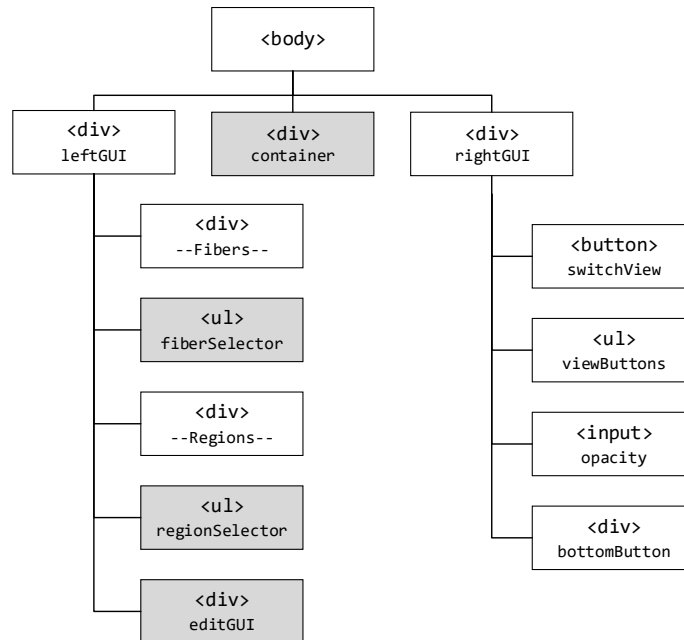 <body>
<div>
leftGUI
<div>
container
<div>
rightGUI
<div>
--Fibers--
<ul>
fiberSelector
<div>
--Regions--
<ul>
regionSelector
<div>
editGUI
<button>
switchView
<ul>
viewButtons
<input>
opacity
<div>
bottomButton